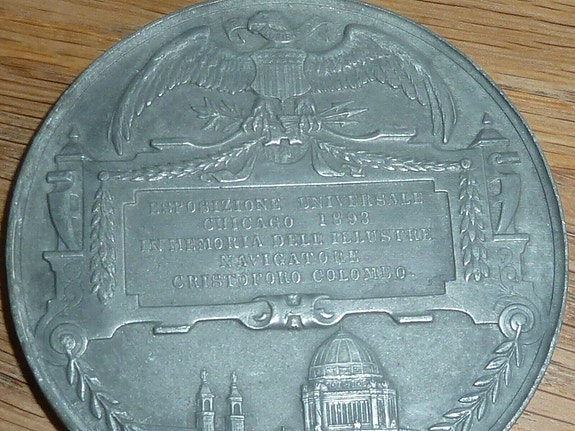 ESPOSIZIONE UNIVERSALE
CHICAGO 1893
IN MEMORIA DELL ILLUSTRE
NAVIGATORE
CRISTOFORO COLOMBO.